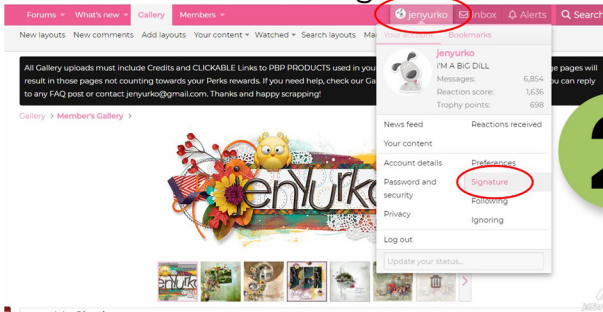 Forums What's new Gallery Members jenyurko Inbox Alerts Search
New layouts New comments Add layouts Your content Watched Search layouts Your account Bookmarks
jenyurko
I'M A BIG DILL
Messages: 6,854
Reaction score: 1,636
Trophy points: 698
All Gallery uploads must include Credits and CLICKABLE Links to PBP PRODUCTS used in you
pages will
result in those pages not counting towards your Perks rewards. If you need help, check our Ga
ou can reply
to any FAQ post or contact jenyurko@gmail.com. Thanks and happy scrapping!
Gallery > Member's Gallery >
News feed Reactions received
Your content
Account details Preferences
Password and security Signature
Following
Privacy Ignoring
Log out
Update your status...
jenyurko
2